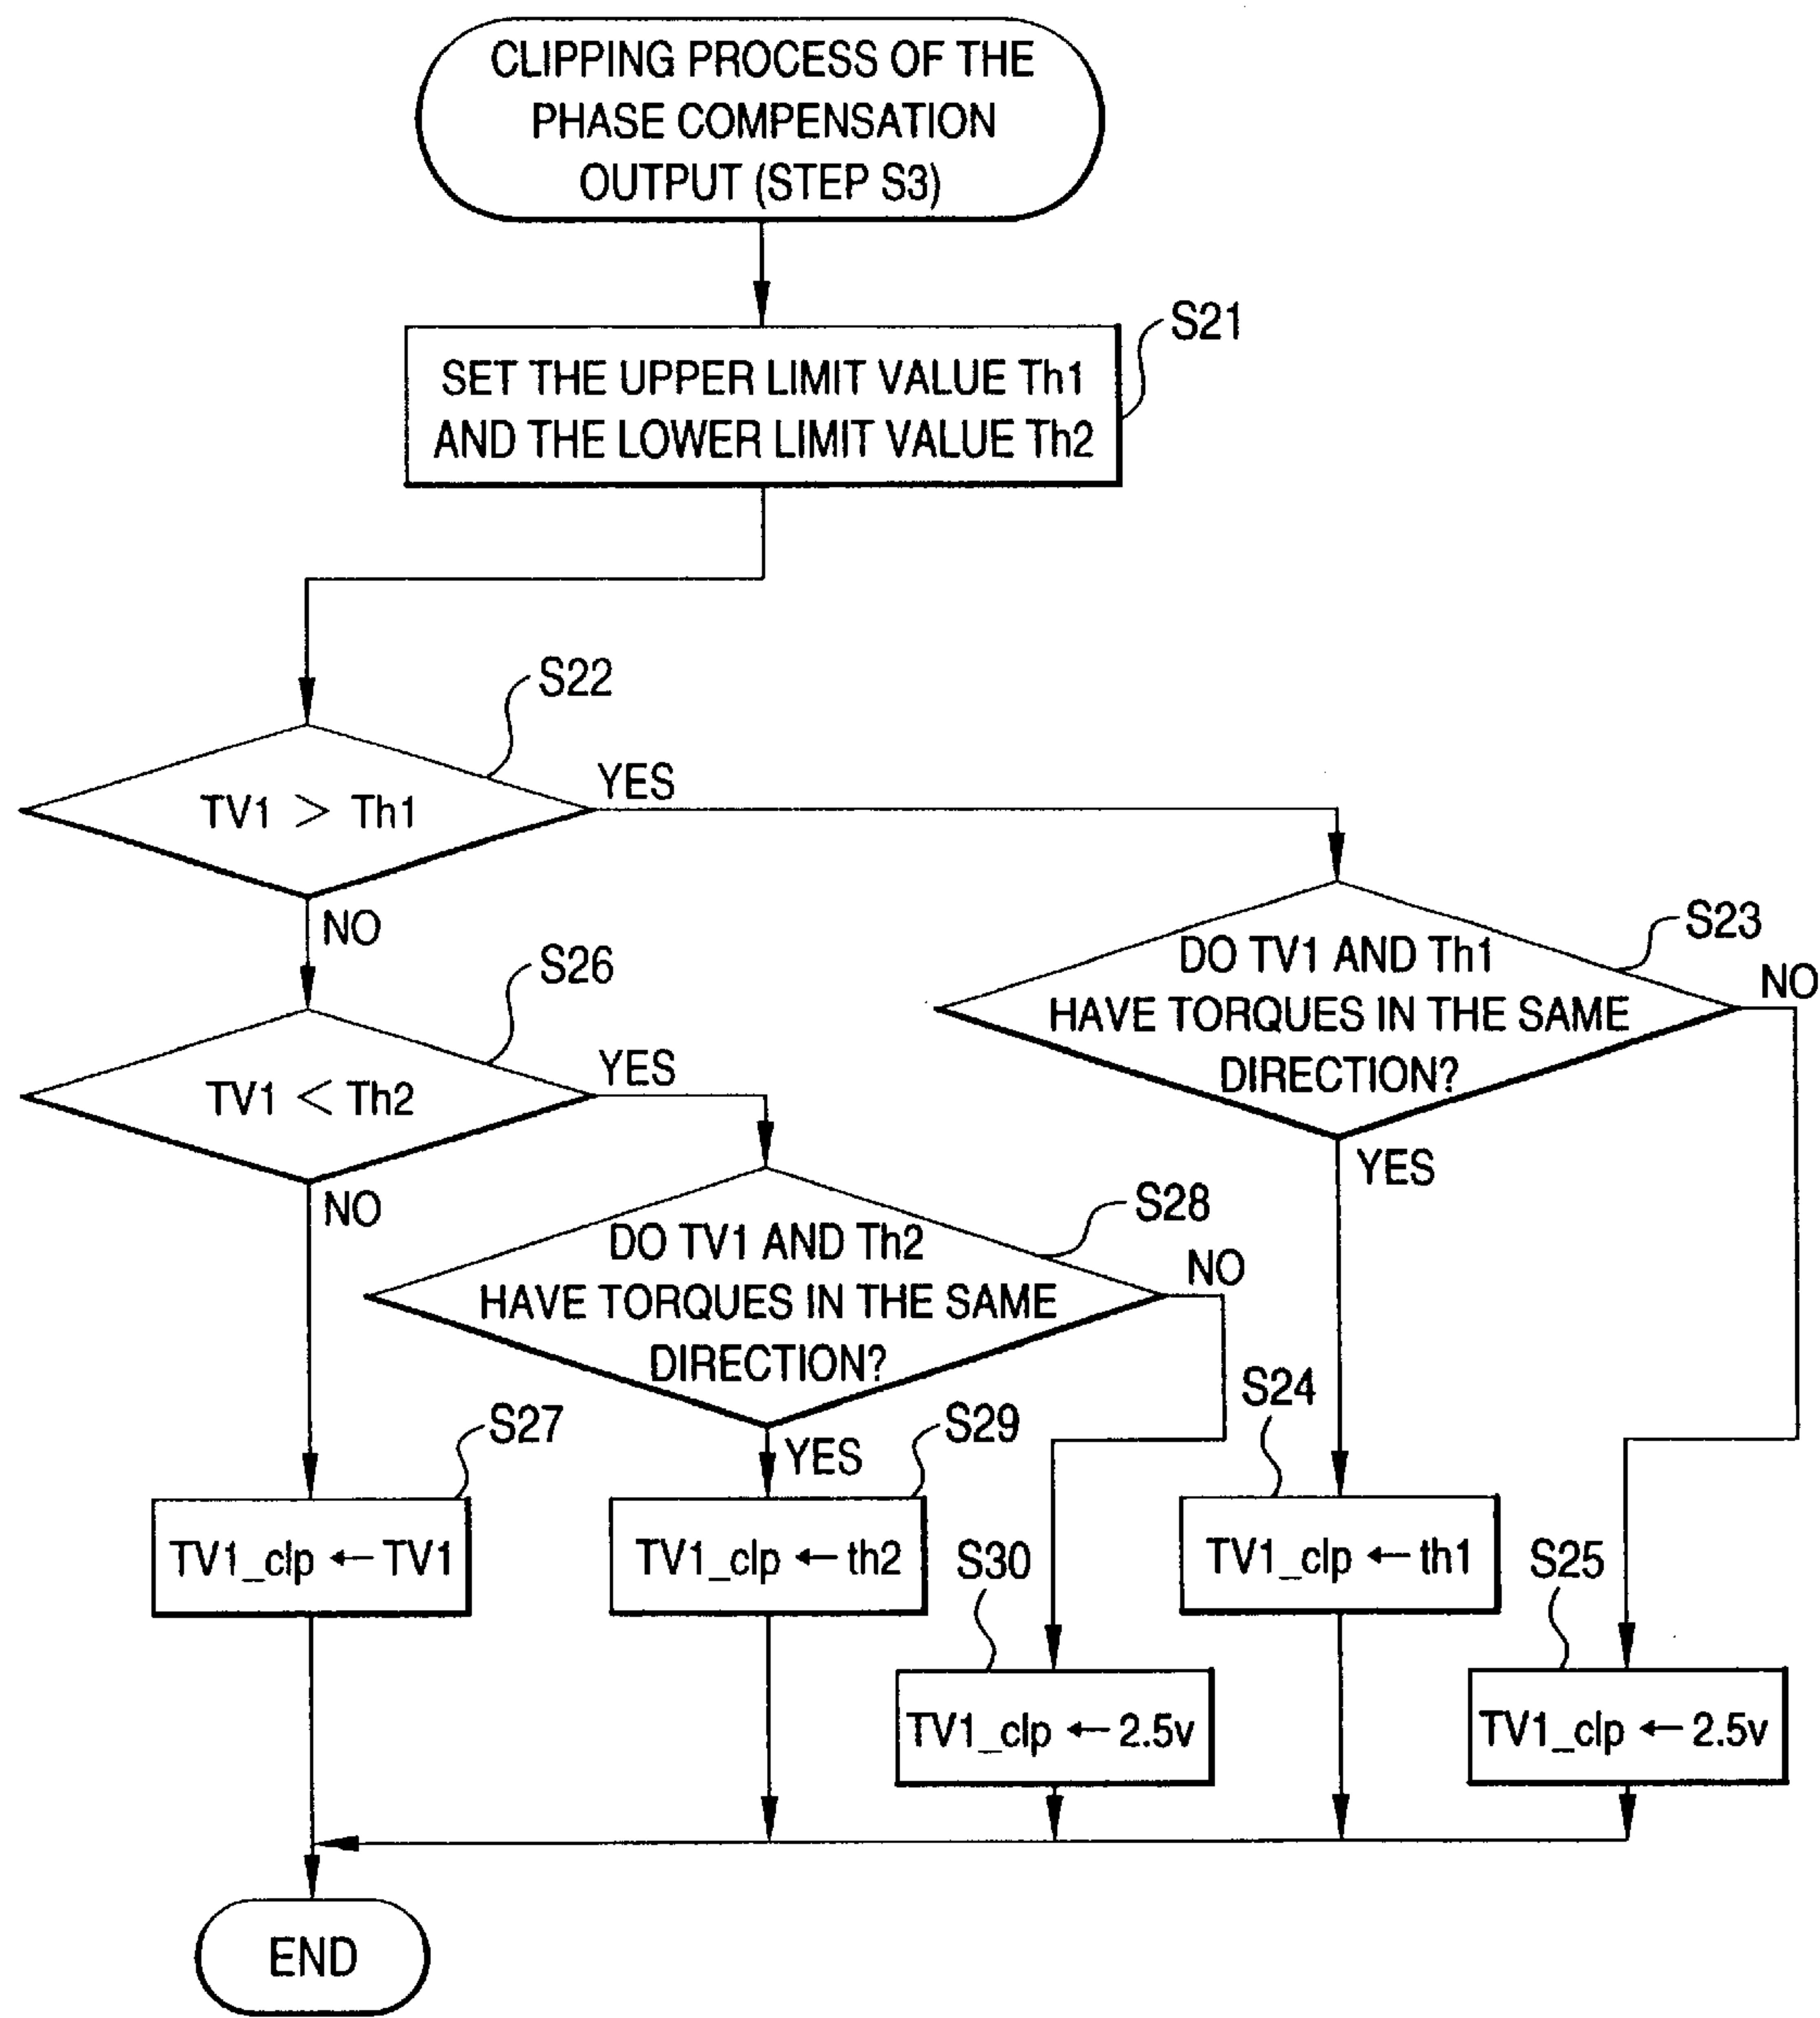 CLIPPING PROCESS OF THE
PHASE COMPENSATION
OUTPUT (STEP S3)
S21
SET THE UPPER LIMIT VALUE Th1
AND THE LOWER LIMIT VALUE Th2
S22
TV1 > Th1
YES
NO
S23
DO TV1 AND Th1
HAVE TORQUES IN THE SAME
DIRECTION?
NO
YES
S26
TV1 < Th2
YES
NO
S28
DO TV1 AND Th2
HAVE TORQUES IN THE SAME
DIRECTION?
NO
YES
S27
TV1_clp ← TV1
S29
TV1_clp ← th2
S30
TV1_clp ← 2.5v
S24
TV1_clp ← th1
S25
TV1_clp ← 2.5v
END